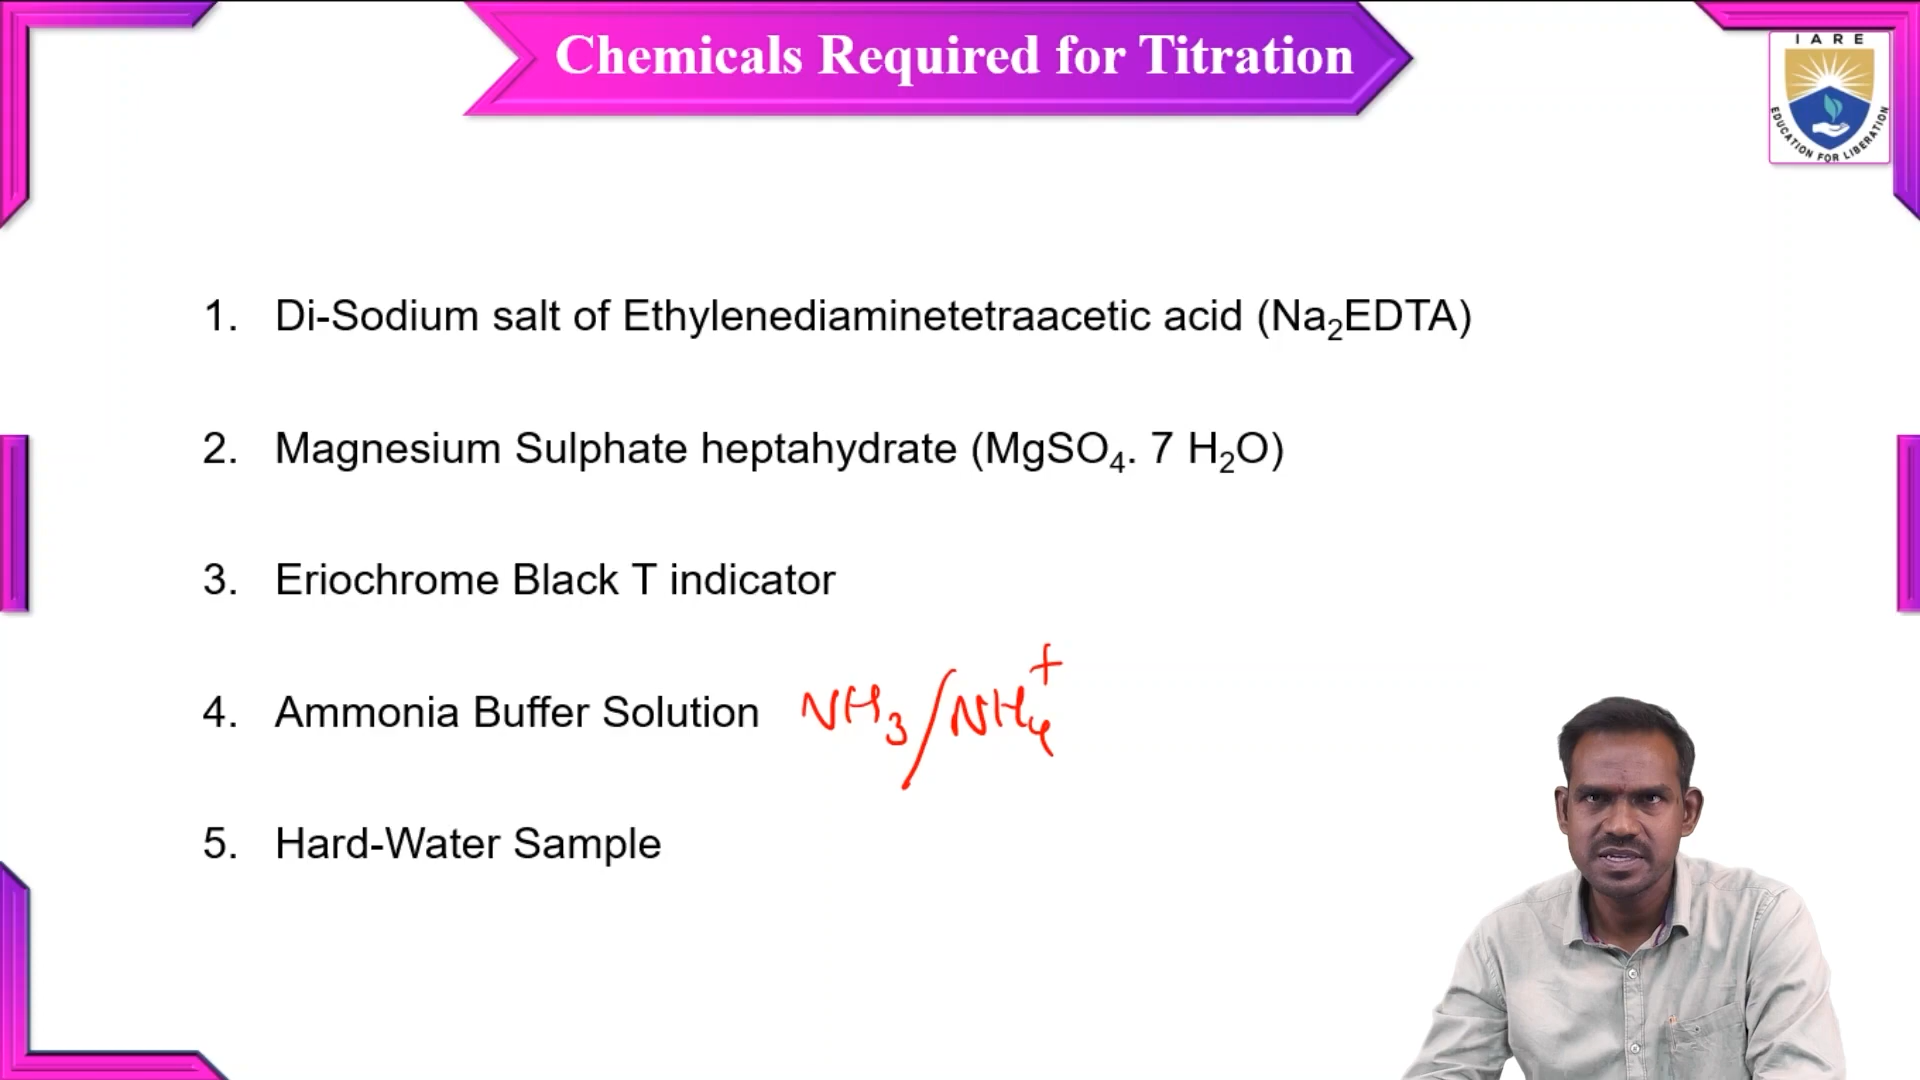 Chemicals Required for Titration
I A R E
EDUCATION FOR LIBERATION
1. Di-Sodium salt of Ethylenediaminetetraacetic acid (Na₂EDTA)
2. Magnesium Sulphate heptahydrate (MgSO₄. 7 H₂O)
3. Eriochrome Black T indicator
4. Ammonia Buffer Solution NH₃/NH₄⁺
5. Hard-Water Sample